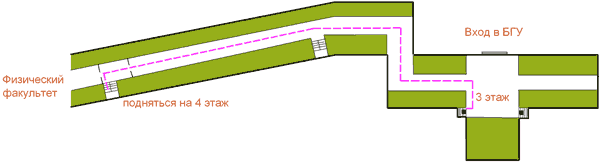 Вход в БГУ
Физический
факультет
3 этаж
подняться на 4 этаж